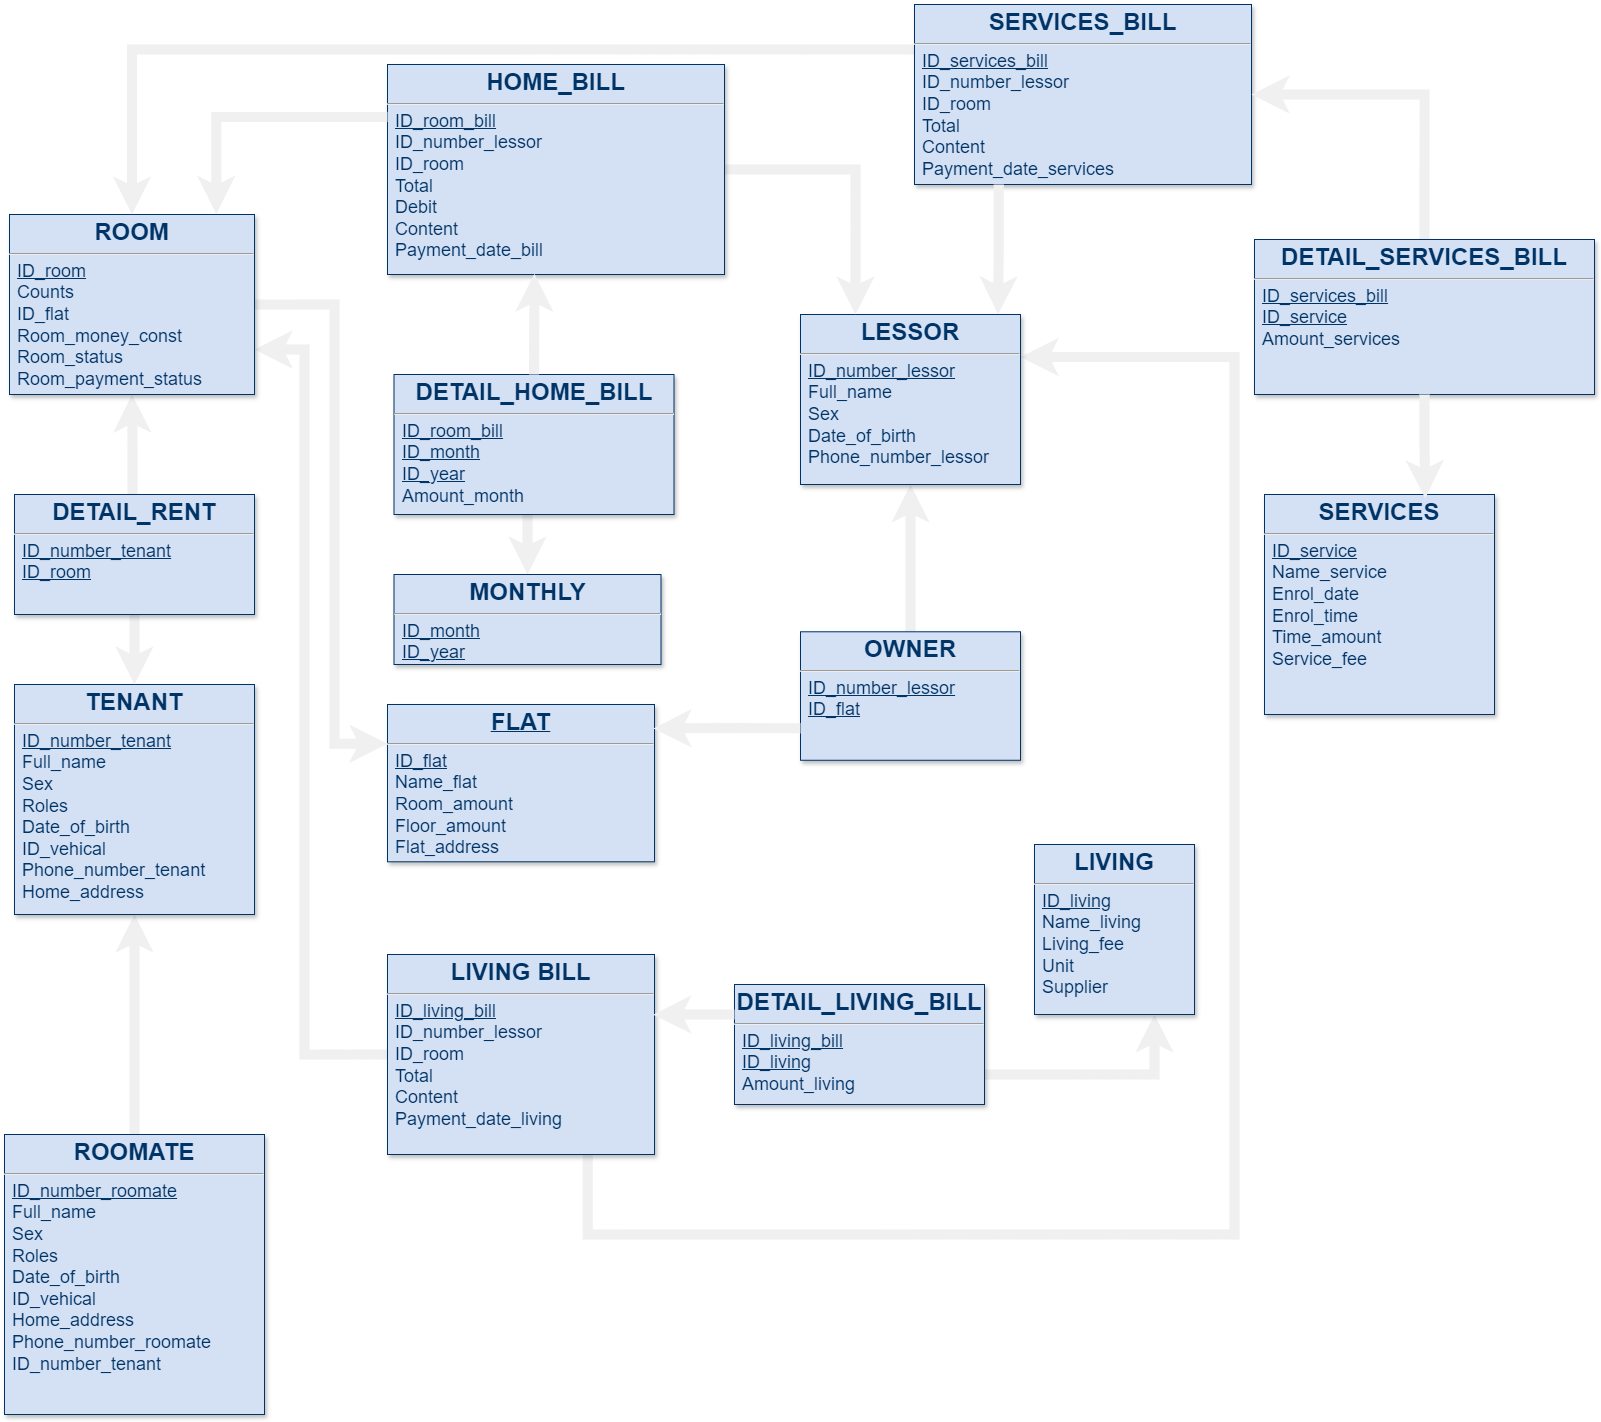 SERVICES_BILL
ID_services_bill
ID_number_lessor
ID_room
Total
Content
Payment_date_services
HOME_BILL
ID_room_bill
ID_number_lessor
ID_room
Total
Debit
Content
Payment_date_bill
ROOM
ID_room
Counts
ID_flat
Room_money_const
Room_status
Room_payment_status
DETAIL_SERVICES_BILL
ID_services_bill
ID_service
Amount_services
LESSOR
ID_number_lessor
Full_name
Sex
Date_of_birth
Phone_number_lessor
DETAIL_HOME_BILL
ID_room_bill
ID_month
ID_year
Amount_month
DETAIL_RENT
ID_number_tenant
ID_room
SERVICES
ID_service
Name_service
Enrol_date
Enrol_time
Time_amount
Service_fee
MONTHLY
ID_month
ID_year
OWNER
ID_number_lessor
ID_flat
TENANT
ID_number_tenant
Full_name
Sex
Roles
Date_of_birth
ID_vehical
Phone_number_tenant
Home_address
FLAT
ID_flat
Name_flat
Room_amount
Floor_amount
Flat_address
LIVING
ID_living
Name_living
Living_fee
Unit
Supplier
LIVING BILL
ID_living_bill
ID_number_lessor
ID_room
Total
Content
Payment_date_living
DETAIL_LIVING_BILL
ID_living_bill
ID_living
Amount_living
ROOMATE
ID_number_roomate
Full_name
Sex
Roles
Date_of_birth
ID_vehical
Home_address
Phone_number_roomate
ID_number_tenant